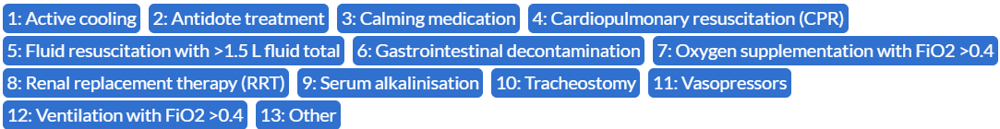 1: Active cooling 2: Antidote treatment 3: Calming medication 4: Cardiopulmonary resuscitation (CPR)
5: Fluid resuscitation with >1.5 L fluid total 6: Gastrointestinal decontamination 7: Oxygen supplementation with FiO2 >0.4
8: Renal replacement therapy (RRT) 9: Serum alkalinisation 10: Tracheostomy 11: Vasopressors
12: Ventilation with FiO2 >0.4 13: Other